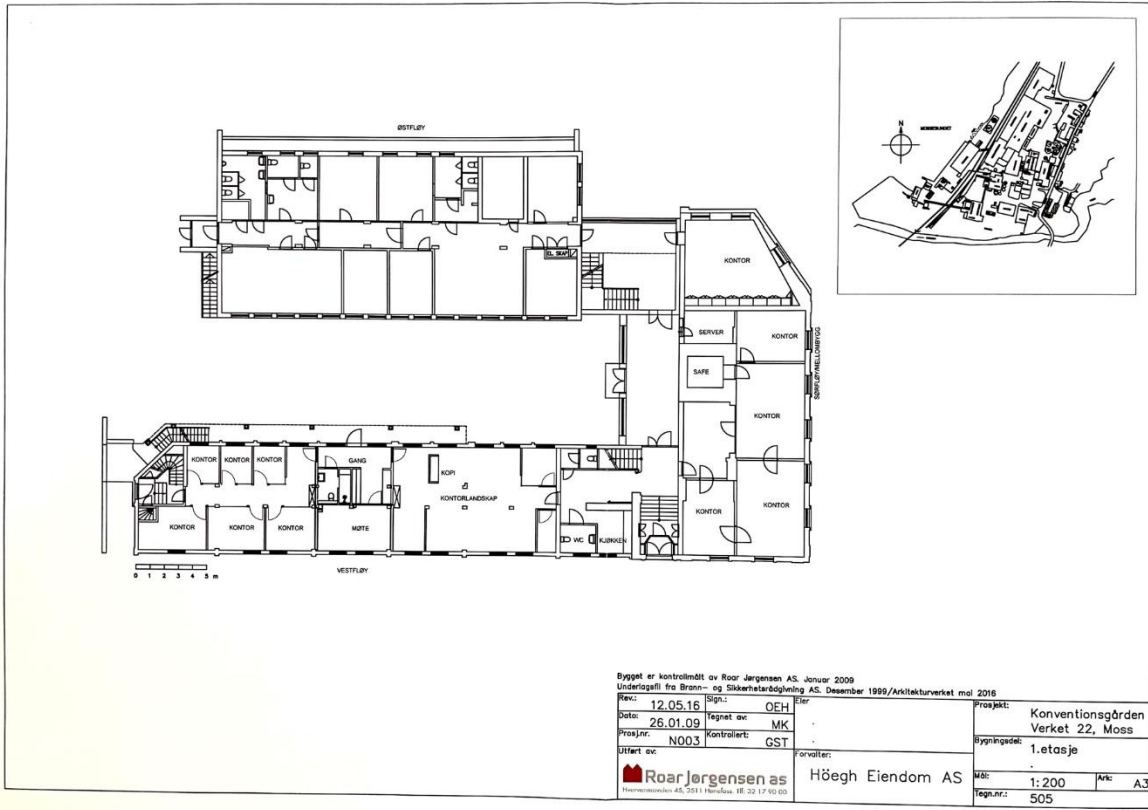 ØSTFLØY
N
EL. SKAP
KONTOR
SERVER
KONTOR
SAFE
KONTOR
SØRFLØY/MELLOMBYGG
KONTOR
KONTOR
KONTOR
KONTOR
KONTOR
GANG
KOPI
KONTORLANDSKAP
KONTOR
KONTOR
KONTOR
MØTE
WC
KJØKKEN
VESTFLØY
0 1 2 3 4 5 m
Bygget er kontrollmålt av Roar Jørgensen AS. Januar 2009
Underlagsfil fra Brann- og Sikkerhetsrådgivning AS. Desember 1999/Arkitekturverket mai 2016
Rev.: 12.05.16 Sign.: OEH
Dato: 26.01.09 Tegnet av: MK
Prosj.nr. N003 Kontrollert: GST
Utført av:
Roar Jørgensen as
Eier
Forvalter:
Höegh Eiendom AS
Prosjekt: Konventionsgården
Verket 22, Moss
Bygningsdel: 1.etasje
Mål: 1:200 Ark: A3
Tegn.nr.: 505